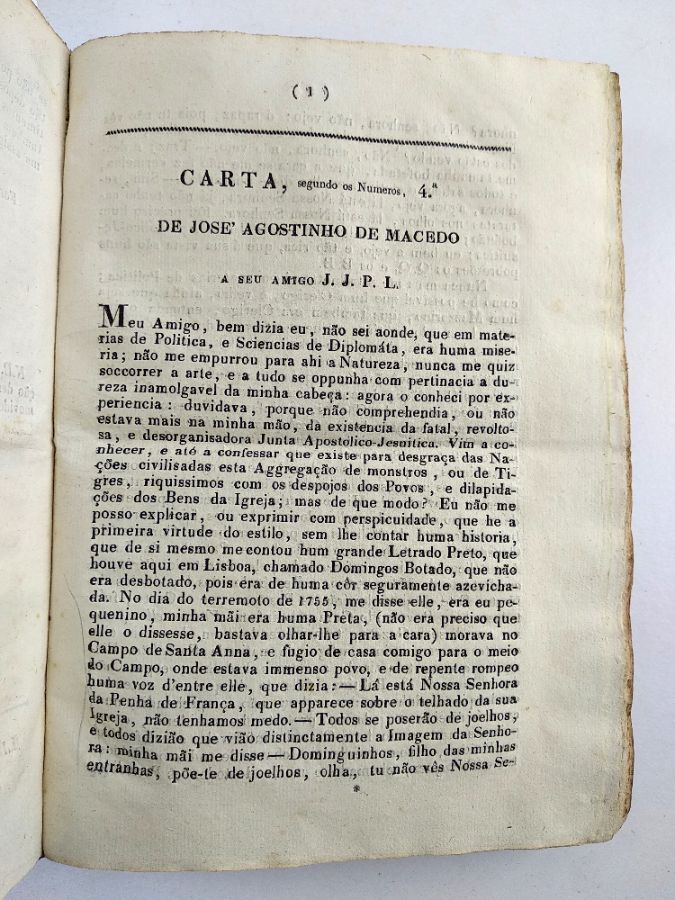 ( 1 )
CARTA, segundo os Numeros, 4.ª
DE JOSE' AGOSTINHO DE MACEDO
A SEU AMIGO J. J. P. L.
Meu Amigo, bem dizia eu, não sei aonde, que em mate-
rias de Politica, e Sciencias de Diplomáta, era huma mise-
ria; não me empurrou para ahi a Natureza, nunca me quiz
soccorrer a arte, e a tudo se oppunha com pertinacia a du-
reza inamolgavel da minha cabeça: agora o conheci por ex-
periencia: duvidava, porque não comprehendia, ou não
estava mais na minha mão, da existencia da fatal, revolto-
sa, e desorganisadora Junta Apostolico-Jesuitica. Vim a co-
nhecer, e até a confessar que existe para desgraça das Na-
ções civilisadas esta Aggregação de monstros, ou de Ti-
gres, riquissimos com os despojos dos Povos, e dilapida-
ções dos Bens da Igreja; mas de que modo? Eu não me
posso explicar, ou exprimir com perspicuidade, que he a
primeira virtude do estilo, sem lhe contar huma historia,
que de si mesmo me contou hum grande Letrado Preto, que
houve aqui em Lisboa, chamado Domingos Botado, que não
era desbotado, pois era de huma côr seguramente azevicha-
da. No dia do terremoto de 1755, me disse elle, era eu pe-
quenino, minha mãi era huma Preta, (não era preciso que
elle o dissesse, bastava olhar-lhe para a cara) morava no
Campo de Santa Anna, e fugio de casa comigo para o meio
do Campo, onde estava immenso povo, e de repente rompeo
huma voz d'entre elle, que dizia: — Lá está Nossa Senhora
da Penha de França, que apparece sobre o telhado da sua
Igreja, não tenhamos medo. — Todos se poserão de joelhos,
e todos dizião que vião distinctamente a Imagem da Senho-
ra: minha mãi me disse — Dominguinhos, filho das minhas
entranhas, põe-te de joelhos, olha, tu não vês Nossa Se-
*